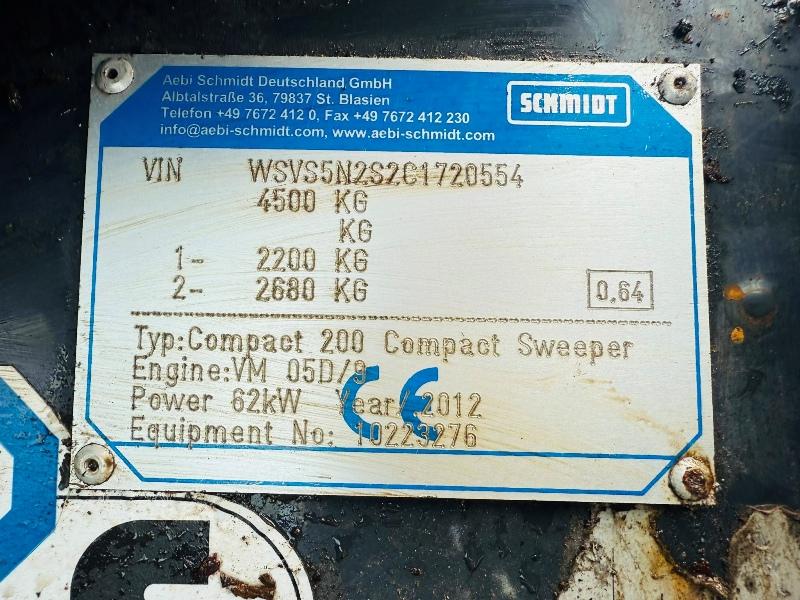 Aebi Schmidt Deutschland GmbH
Albtalstraße 36, 79837 St. Blasien
Telefon +49 7672 412 0, Fax +49 7672 412 230
info@aebi-schmidt.com, www.aebi-schmidt.com
SCHMIDT
VIN WSVS5N2S2C1720554
4500 KG
KG
1- 2200 KG
2- 2680 KG
0.64
Typ:Compact 200 Compact Sweeper
Engine:VM 05D/9
Power 62kW Year/ 2012
CE
Equipment No: 10223276